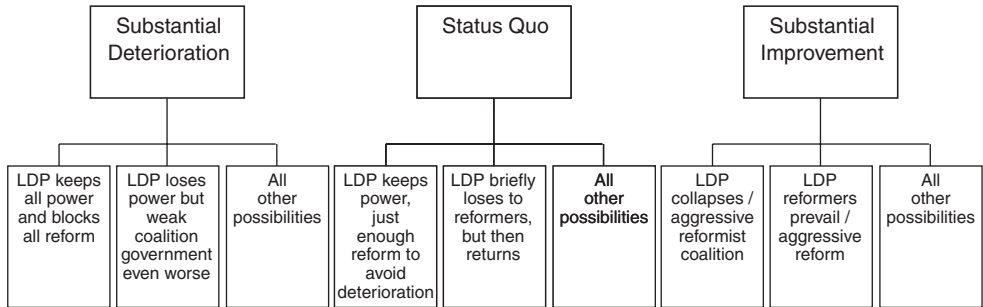 Substantial
Deterioration
Status Quo
Substantial
Improvement
LDP keeps
all power
and blocks
all reform
LDP loses
power but
weak
coalition
government
even worse
All
other
possibilities
LDP keeps
power,
just
enough
reform to
avoid
deterioration
LDP briefly
loses to
reformers,
but then
returns
All
other
possibilities
LDP
collapses /
aggressive
reformist
coalition
LDP
reformers
prevail /
aggressive
reform
All
other
possibilities